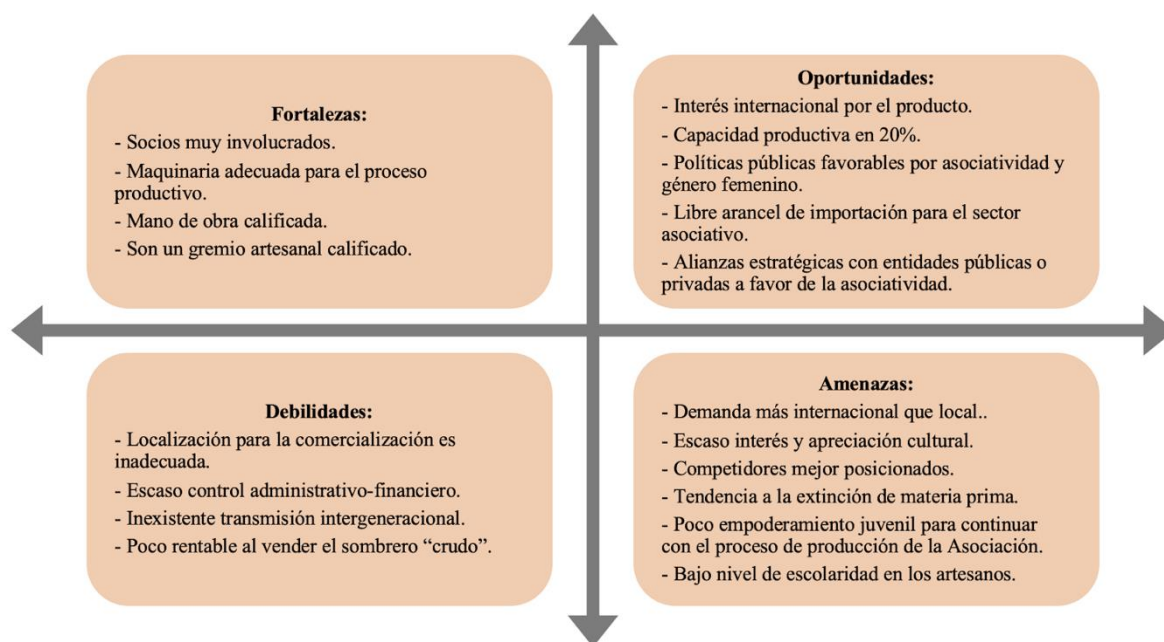 Fortalezas:
- Socios muy involucrados.
- Maquinaria adecuada para el proceso
productivo.
- Mano de obra calificada.
- Son un gremio artesanal calificado.
Oportunidades:
- Interés internacional por el producto.
- Capacidad productiva en 20%.
- Políticas públicas favorables por asociatividad y
género femenino.
- Libre arancel de importación para el sector
asociativo.
- Alianzas estratégicas con entidades públicas o
privadas a favor de la asociatividad.
Debilidades:
- Localización para la comercialización es
inadecuada.
- Escaso control administrativo-financiero.
- Inexistente transmisión intergeneracional.
- Poco rentable al vender el sombrero “crudo”.
Amenazas:
- Demanda más internacional que local..
- Escaso interés y apreciación cultural.
- Competidores mejor posicionados.
- Tendencia a la extinción de materia prima.
- Poco empoderamiento juvenil para continuar
con el proceso de producción de la Asociación.
- Bajo nivel de escolaridad en los artesanos.